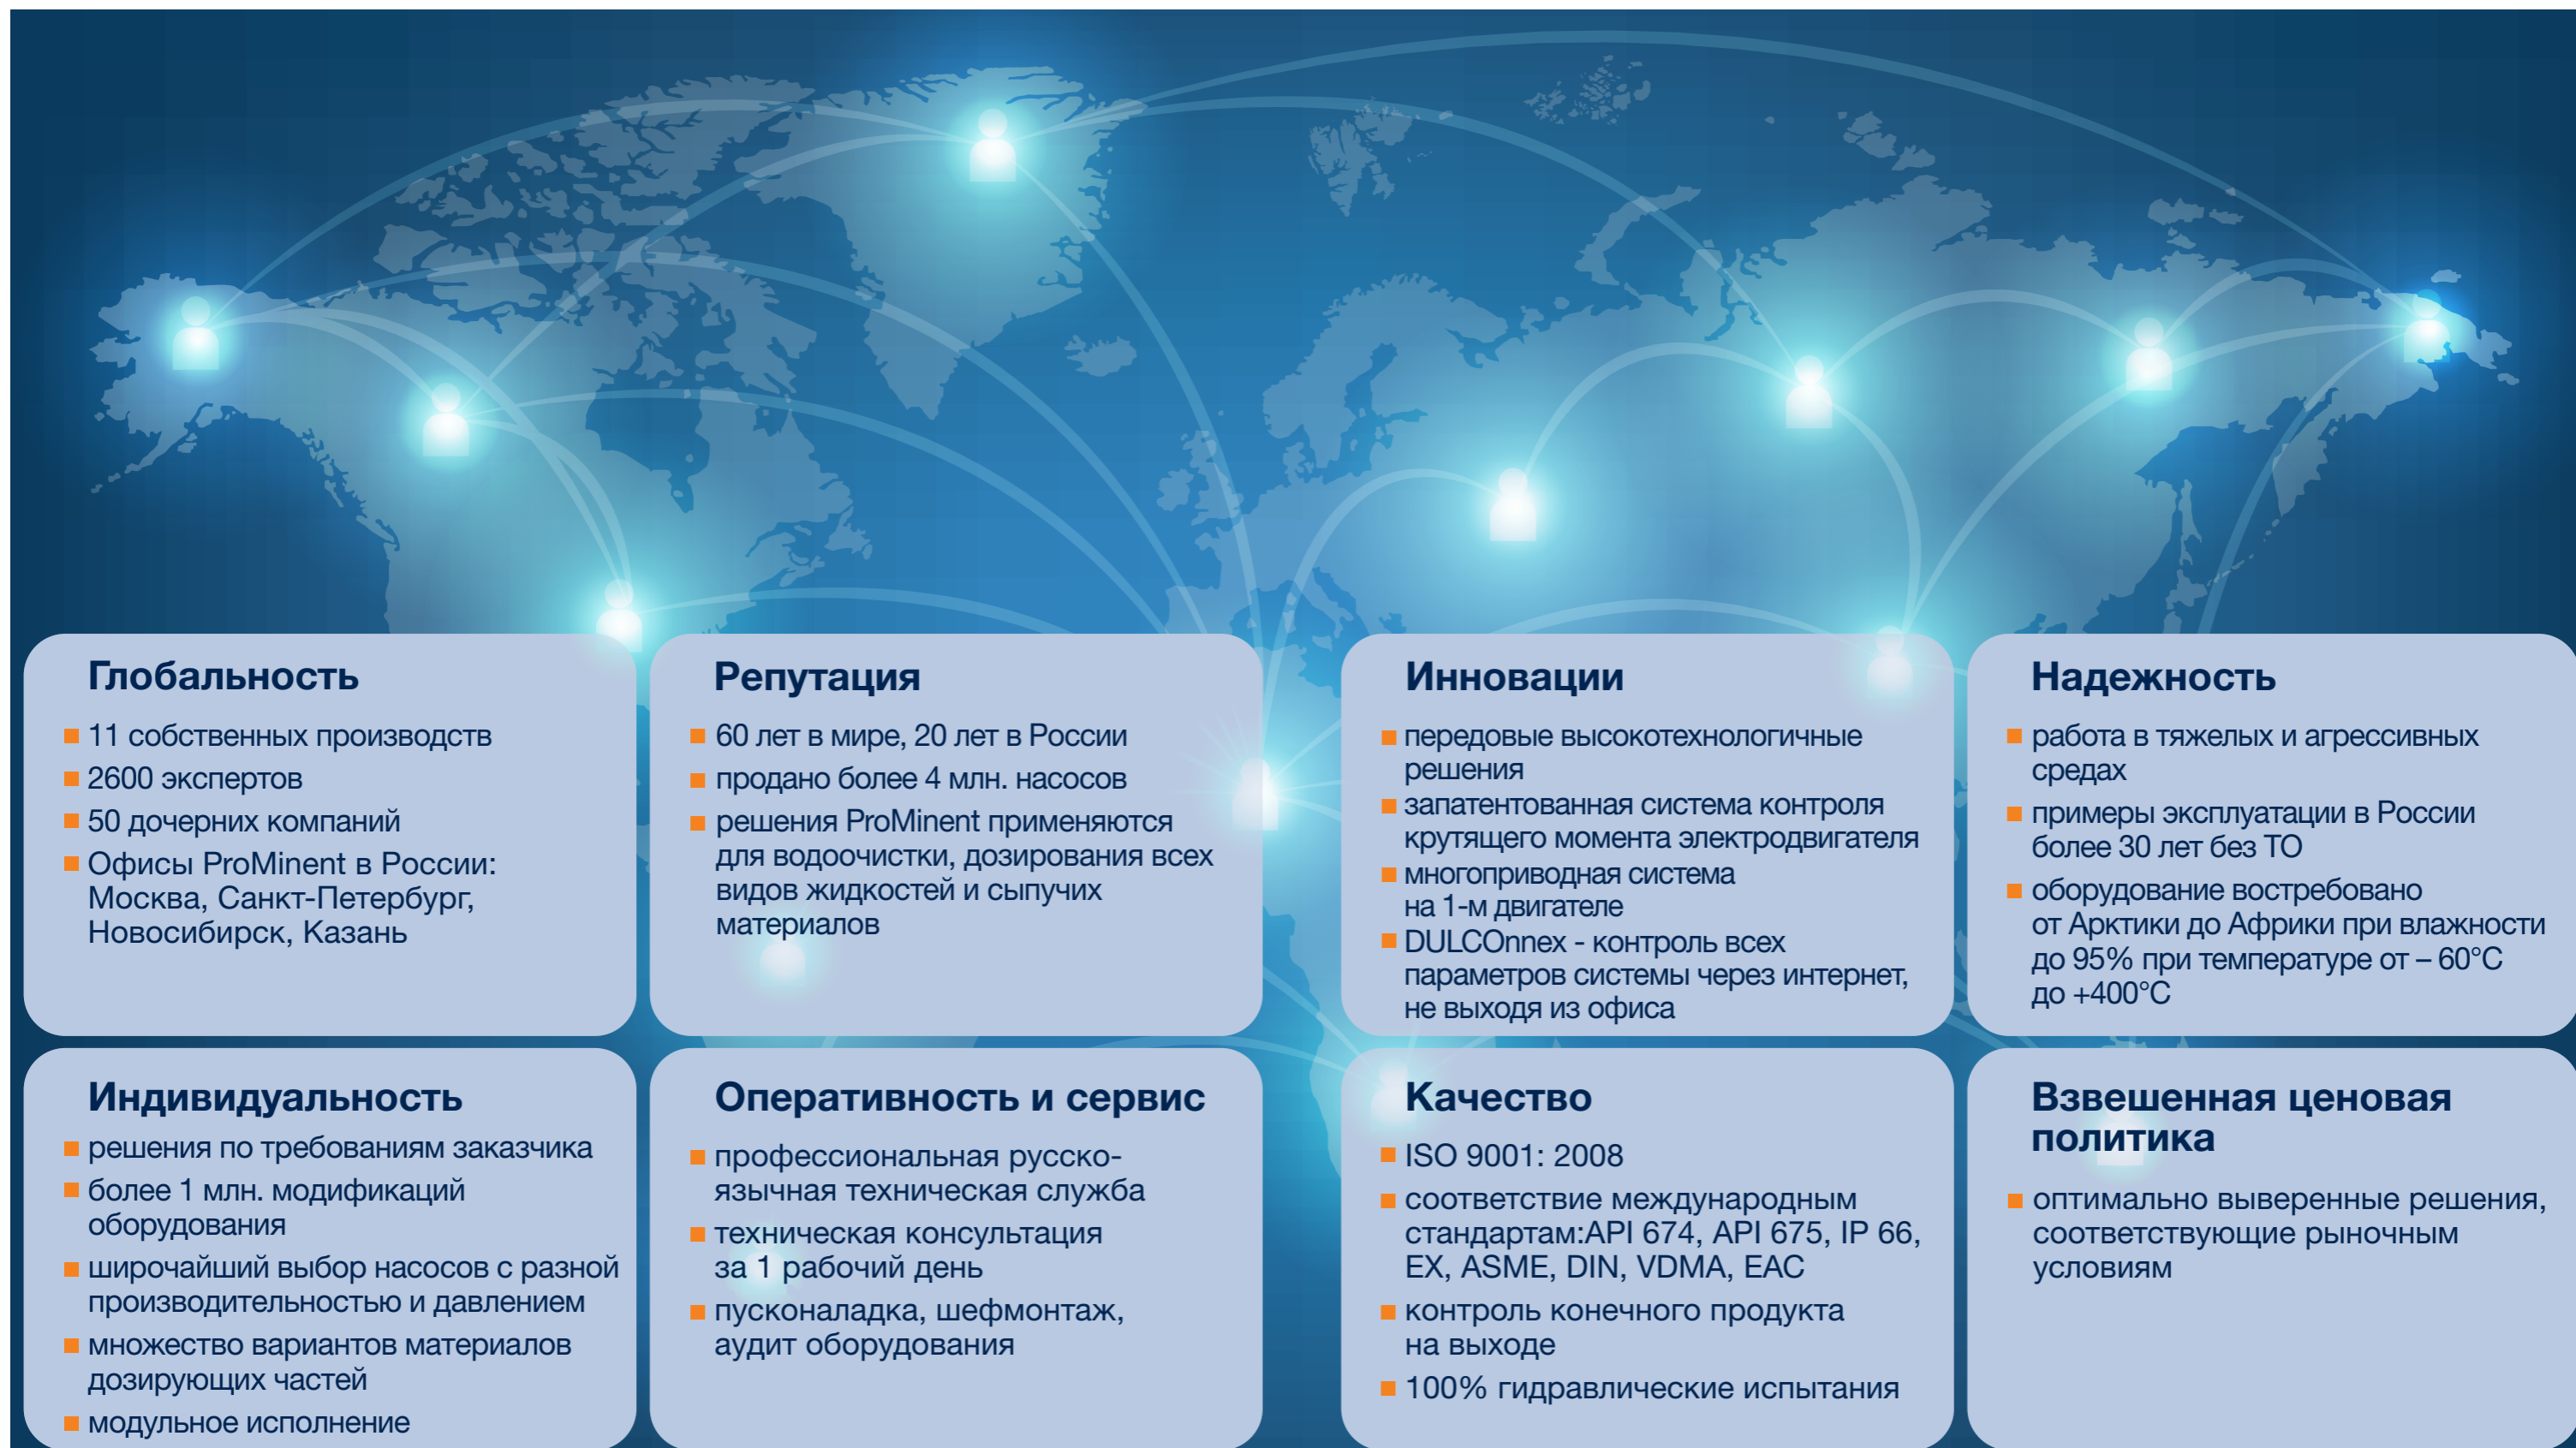 Глобальность
11 собственных производств
2600 экспертов
50 дочерних компаний
Офисы ProMinent в России:
Москва, Санкт-Петербург,
Новосибирск, Казань
Репутация
60 лет в мире, 20 лет в России
продано более 4 млн. насосов
решения ProMinent применяются
для водоочистки, дозирования всех
видов жидкостей и сыпучих
материалов
Инновации
передовые высокотехнологичные
решения
запатентованная система контроля
крутящего момента электродвигателя
многоприводная система
на 1-м двигателе
DULCOnnex - контроль всех
параметров системы через интернет,
не выходя из офиса
Надежность
работа в тяжелых и агрессивных
средах
примеры эксплуатации в России
более 30 лет без ТО
оборудование востребовано
от Арктики до Африки при влажности
до 95% при температуре от – 60°C
до +400°C
Индивидуальность
решения по требованиям заказчика
более 1 млн. модификаций
оборудования
широчайший выбор насосов с разной
производительностью и давлением
множество вариантов материалов
дозирующих частей
модульное исполнение
Оперативность и сервис
профессиональная русско-
язычная техническая служба
техническая консультация
за 1 рабочий день
пусконаладка, шефмонтаж,
аудит оборудования
Качество
ISO 9001: 2008
соответствие международным
стандартам:API 674, API 675, IP 66,
EX, ASME, DIN, VDMA, EAC
контроль конечного продукта
на выходе
100% гидравлические испытания
Взвешенная ценовая
политика
оптимально выверенные решения,
соответствующие рыночным
условиям